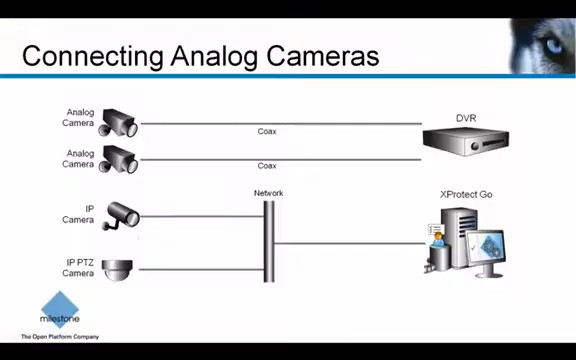 Connecting Analog Cameras
Analog
Camera
Coax
DVR
Analog
Camera
Coax
Network
XProtect Go
IP
Camera
IP PTZ
Camera
milestone
The Open Platform Company